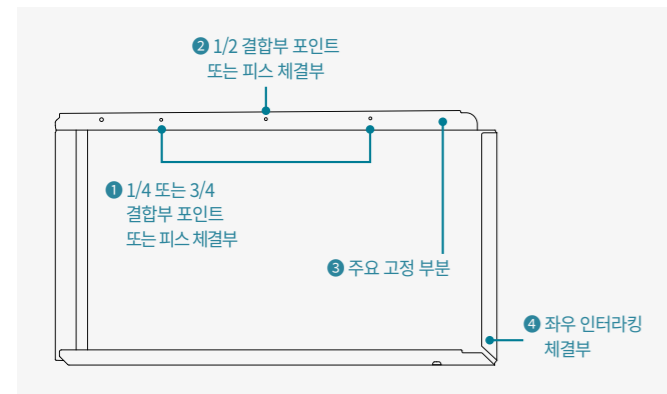 ❷ 1/2 결합부 포인트
또는 피스 체결부
❶ 1/4 또는 3/4
결합부 포인트
또는 피스 체결부
❸ 주요 고정 부분
❹ 좌우 인터라킹
체결부